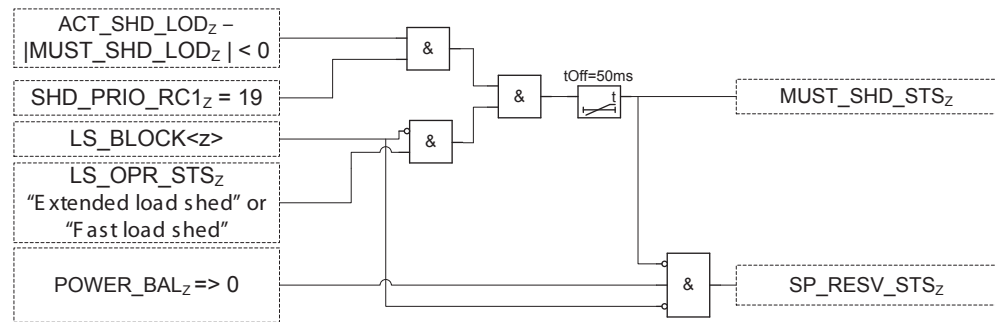 ACT_SHD_LODZ –
|MUST_SHD_LODZ | < 0
&
tOff=50ms
SHD_PRIO_RC1Z = 19
&
t
MUST_SHD_STSZ
LS_BLOCK<z>
&
LS_OPR_STSZ
“Extended load shed” or
“Fast load shed”
POWER_BALZ => 0
&
SP_RESV_STSZ